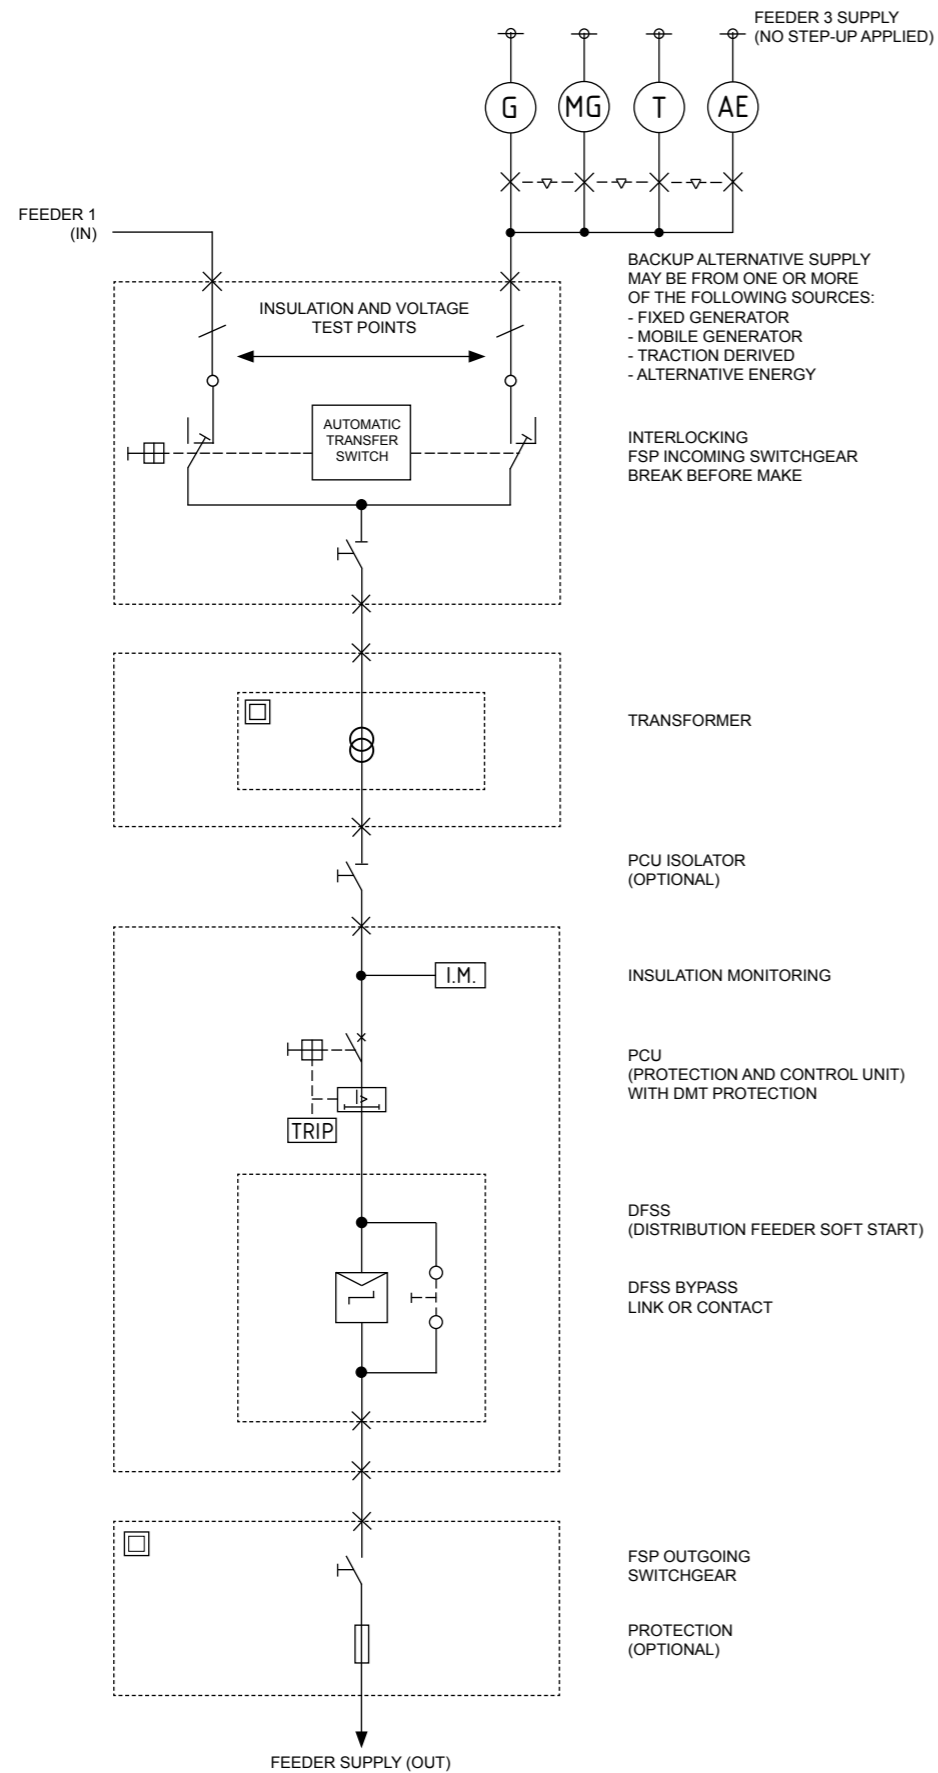 FEEDER 3 SUPPLY
(NO STEP-UP APPLIED)
G
MG
T
AE
FEEDER 1
(IN)
BACKUP ALTERNATIVE SUPPLY
MAY BE FROM ONE OR MORE
OF THE FOLLOWING SOURCES:
- FIXED GENERATOR
- MOBILE GENERATOR
- TRACTION DERIVED
- ALTERNATIVE ENERGY
INSULATION AND VOLTAGE
TEST POINTS
AUTOMATIC
TRANSFER
SWITCH
INTERLOCKING
FSP INCOMING SWITCHGEAR
BREAK BEFORE MAKE
TRANSFORMER
PCU ISOLATOR
(OPTIONAL)
I.M.
INSULATION MONITORING
PCU
(PROTECTION AND CONTROL UNIT)
WITH DMT PROTECTION
I>
TRIP
DFSS
(DISTRIBUTION FEEDER SOFT START)
DFSS BYPASS
LINK OR CONTACT
FSP OUTGOING
SWITCHGEAR
PROTECTION
(OPTIONAL)
FEEDER SUPPLY (OUT)